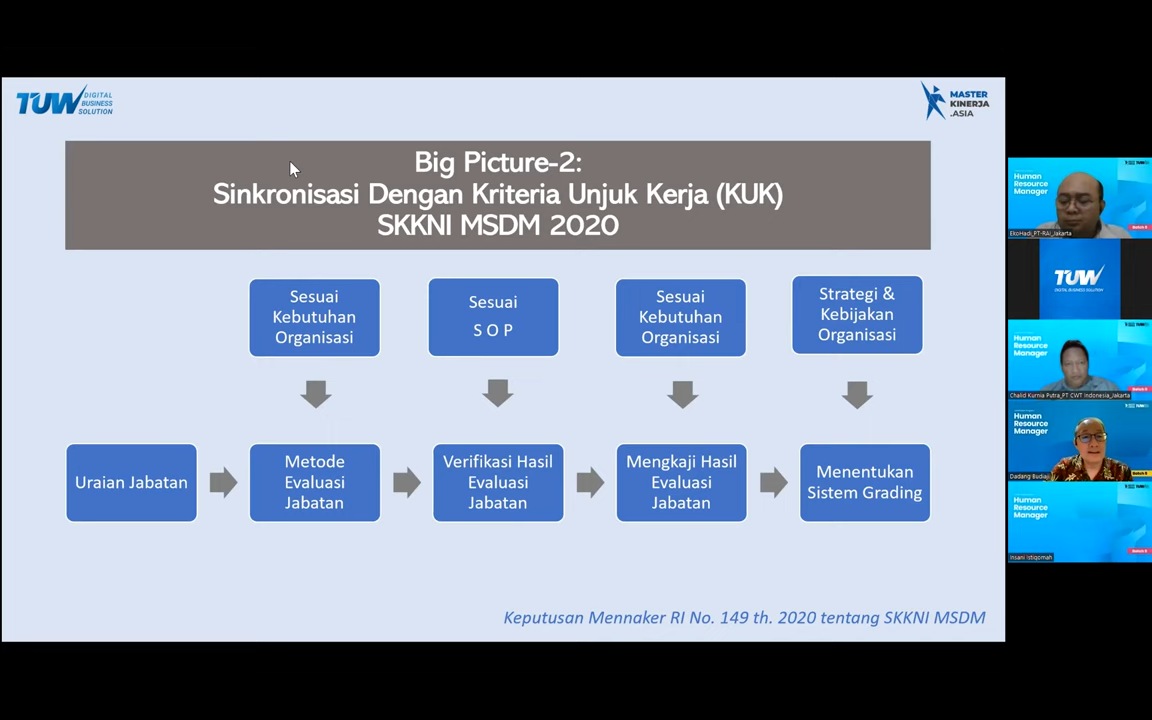 TUW DIGITAL
BUSINESS
SOLUTION
MASTER
KINERJA
.ASIA
Big Picture-2:
Sinkronisasi Dengan Kriteria Unjuk Kerja (KUK)
SKKNI MSDM 2020
Sesuai
Kebutuhan
Organisasi
Sesuai
S O P
Sesuai
Kebutuhan
Organisasi
Strategi &
Kebijakan
Organisasi
Uraian Jabatan
Metode
Evaluasi
Jabatan
Verifikasi Hasil
Evaluasi
Jabatan
Mengkaji Hasil
Evaluasi
Jabatan
Menentukan
Sistem Grading
Keputusan Mennaker RI No. 149 th. 2020 tentang SKKNI MSDM
Human
Resource
Manager
EkoHadi_PT-RAI_Jakarta
TUW
DIGITAL BUSINESS SOLUTION
Human
Resource
Manager
Chalid Kurnia Putra_PT CWT Indonesia_Jakarta
Human
Resource
Manager
Dadang Budiaji
Human
Resource
Manager
Insani Istiqomah